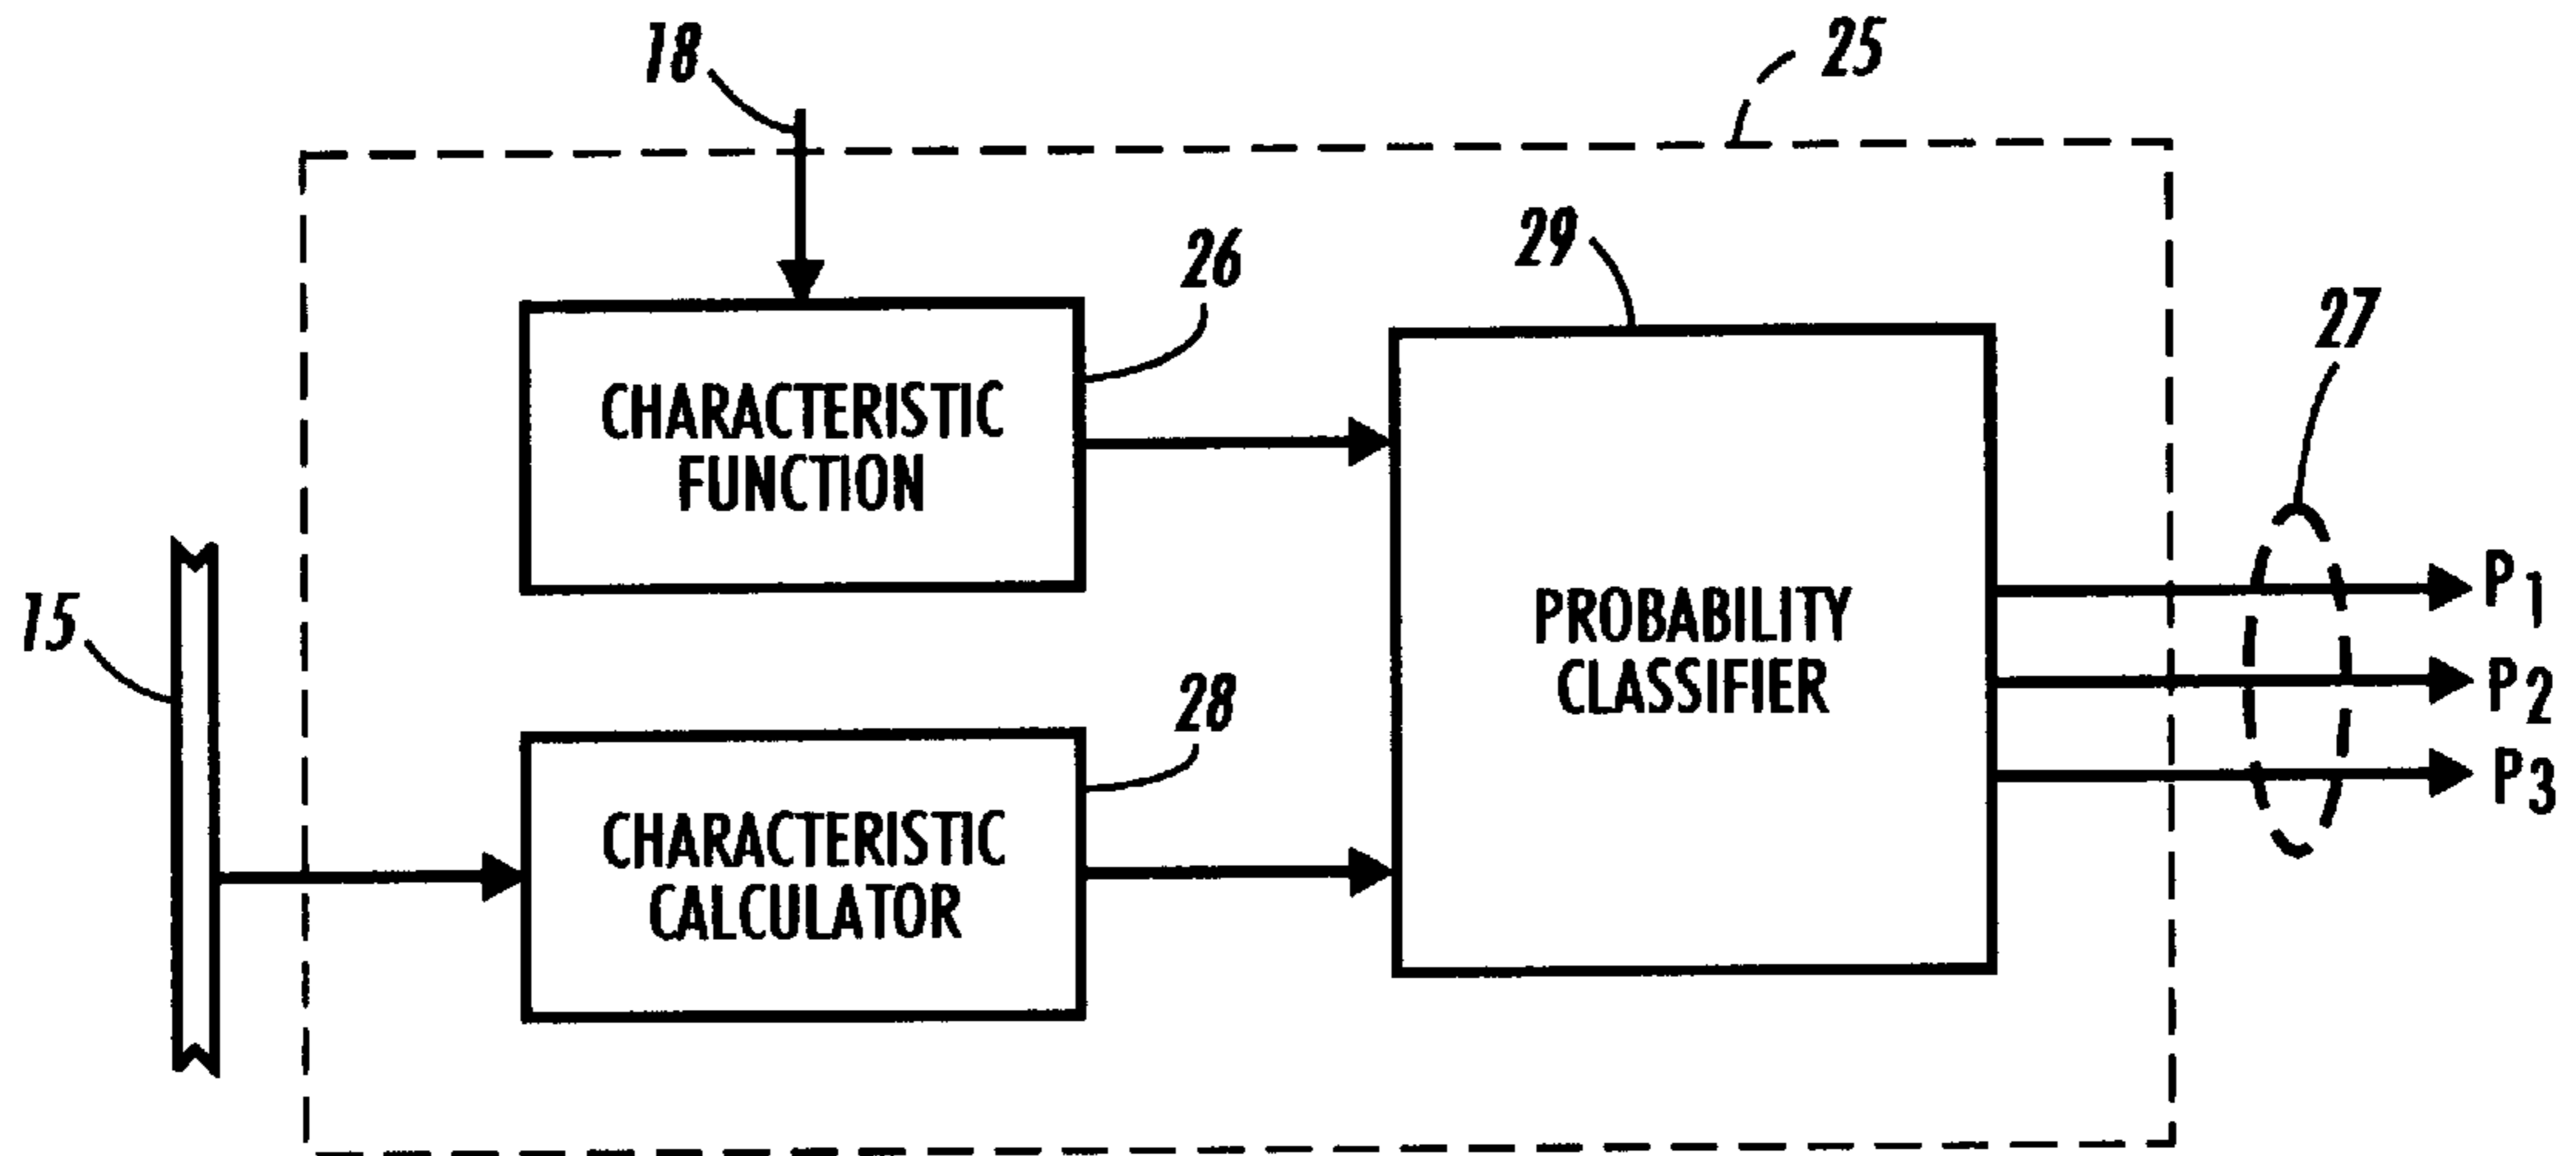 18
25
26
29
27
CHARACTERISTIC
FUNCTION
15
PROBABILITY
CLASSIFIER
P1
P2
P3
28
CHARACTERISTIC
CALCULATOR